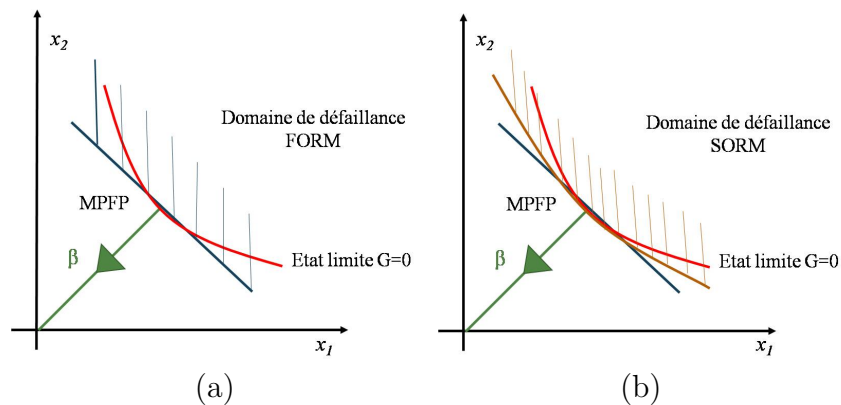 x2
Domaine de défaillance
FORM
MPFP
β
Etat limite G=0
x1
(a)
x2
Domaine de défaillance
SORM
MPFP
β
Etat limite G=0
x1
(b)